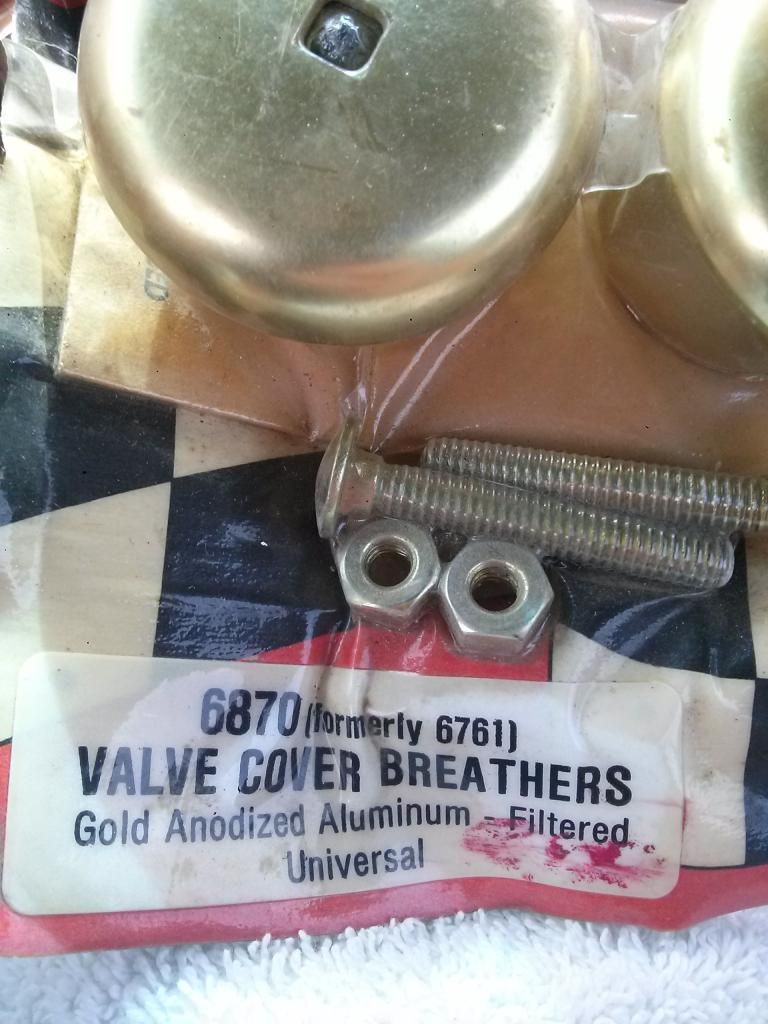 6870 (formerly 6761)
VALVE COVER BREATHERS
Gold Anodized Aluminum - Filtered
Universal